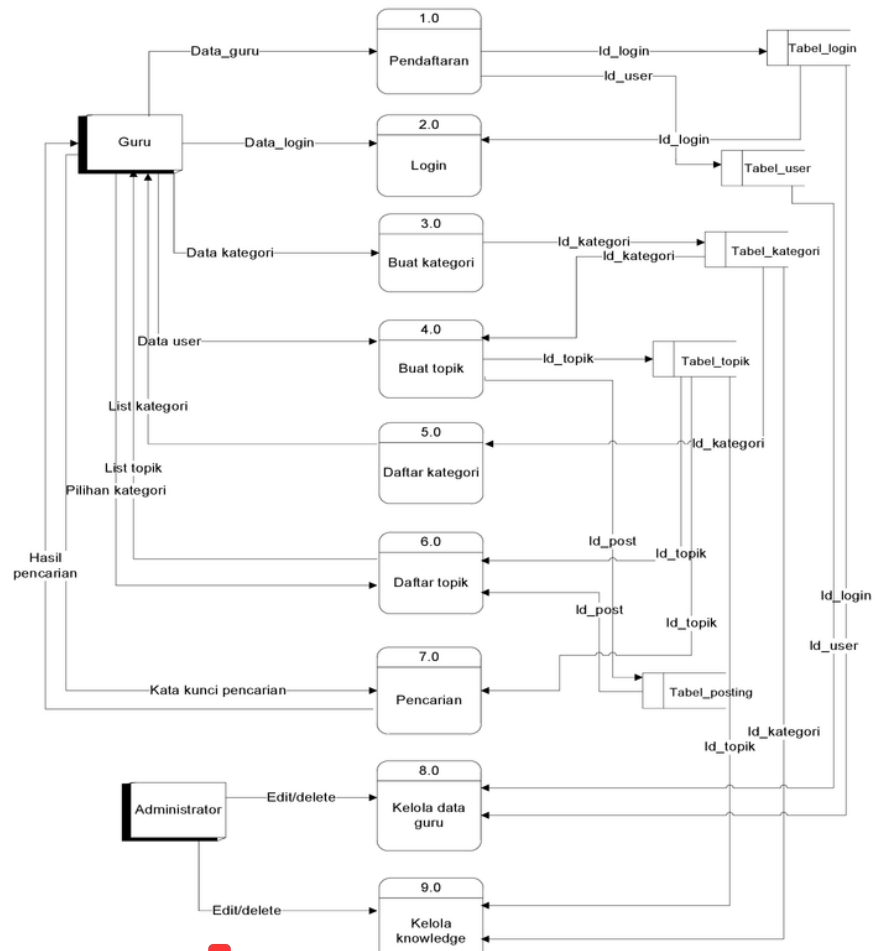 1.0
Pendaftaran
Data_guru
Id_login
Id_user
Tabel_login
Guru
2.0
Login
Data_login
Id_login
Tabel_user
3.0
Buat kategori
Data kategori
Id_kategori
Id_kategori
Tabel_kategori
4.0
Buat topik
Data user
Id_topik
Tabel_topik
List kategori
5.0
Daftar kategori
Id_kategori
List topik
Pilihan kategori
6.0
Daftar topik
Id_post
Id_topik
Hasil
pencarian
Id_post
Id_login
Id_topik
Id_user
7.0
Pencarian
Kata kunci pencarian
Tabel_posting
Id_kategori
Id_topik
8.0
Kelola data
guru
Administrator
Edit/delete
9.0
Kelola
knowledge
Edit/delete